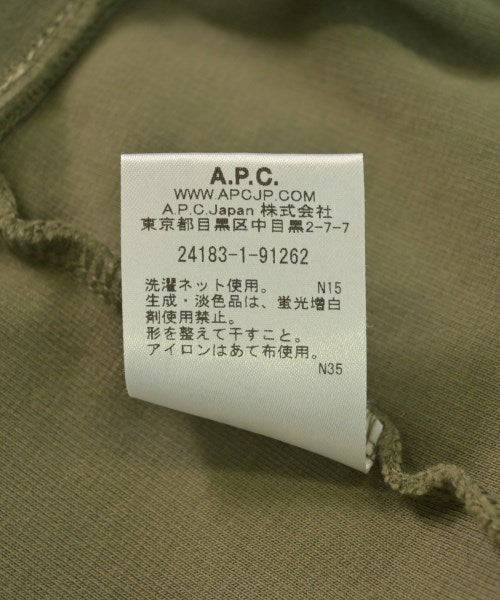 A.P.C.
WWW.APCJP.COM
A.P.C.Japan 株式会社
東京都目黒区中目黒2-7-7
24183-1-91262
洗濯ネット使用。 N15
生成・淡色品は、蛍光増白
剤使用禁止。
形を整えて干すこと。
アイロンはあて布使用。
N35